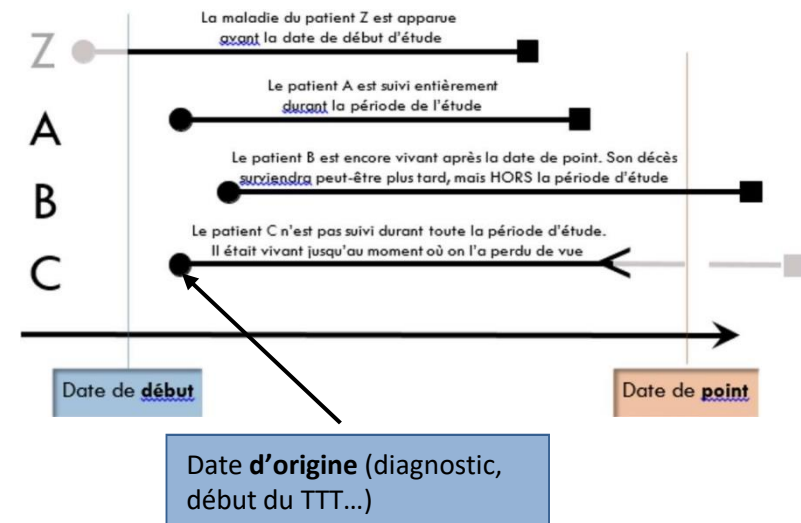 La maladie du patient Z est apparue
avant la date de début d'étude
Z
Le patient A est suivi entièrement
durant la période de l'étude
A
Le patient B est encore vivant après la date de point. Son décès
surviendra peut-être plus tard, mais HORS la période d'étude
B
Le patient C n'est pas suivi durant toute la période d'étude.
Il était vivant jusqu'au moment où on l'a perdu de vue
C
Date de début
Date de point
Date d'origine (diagnostic,
début du TTT...)